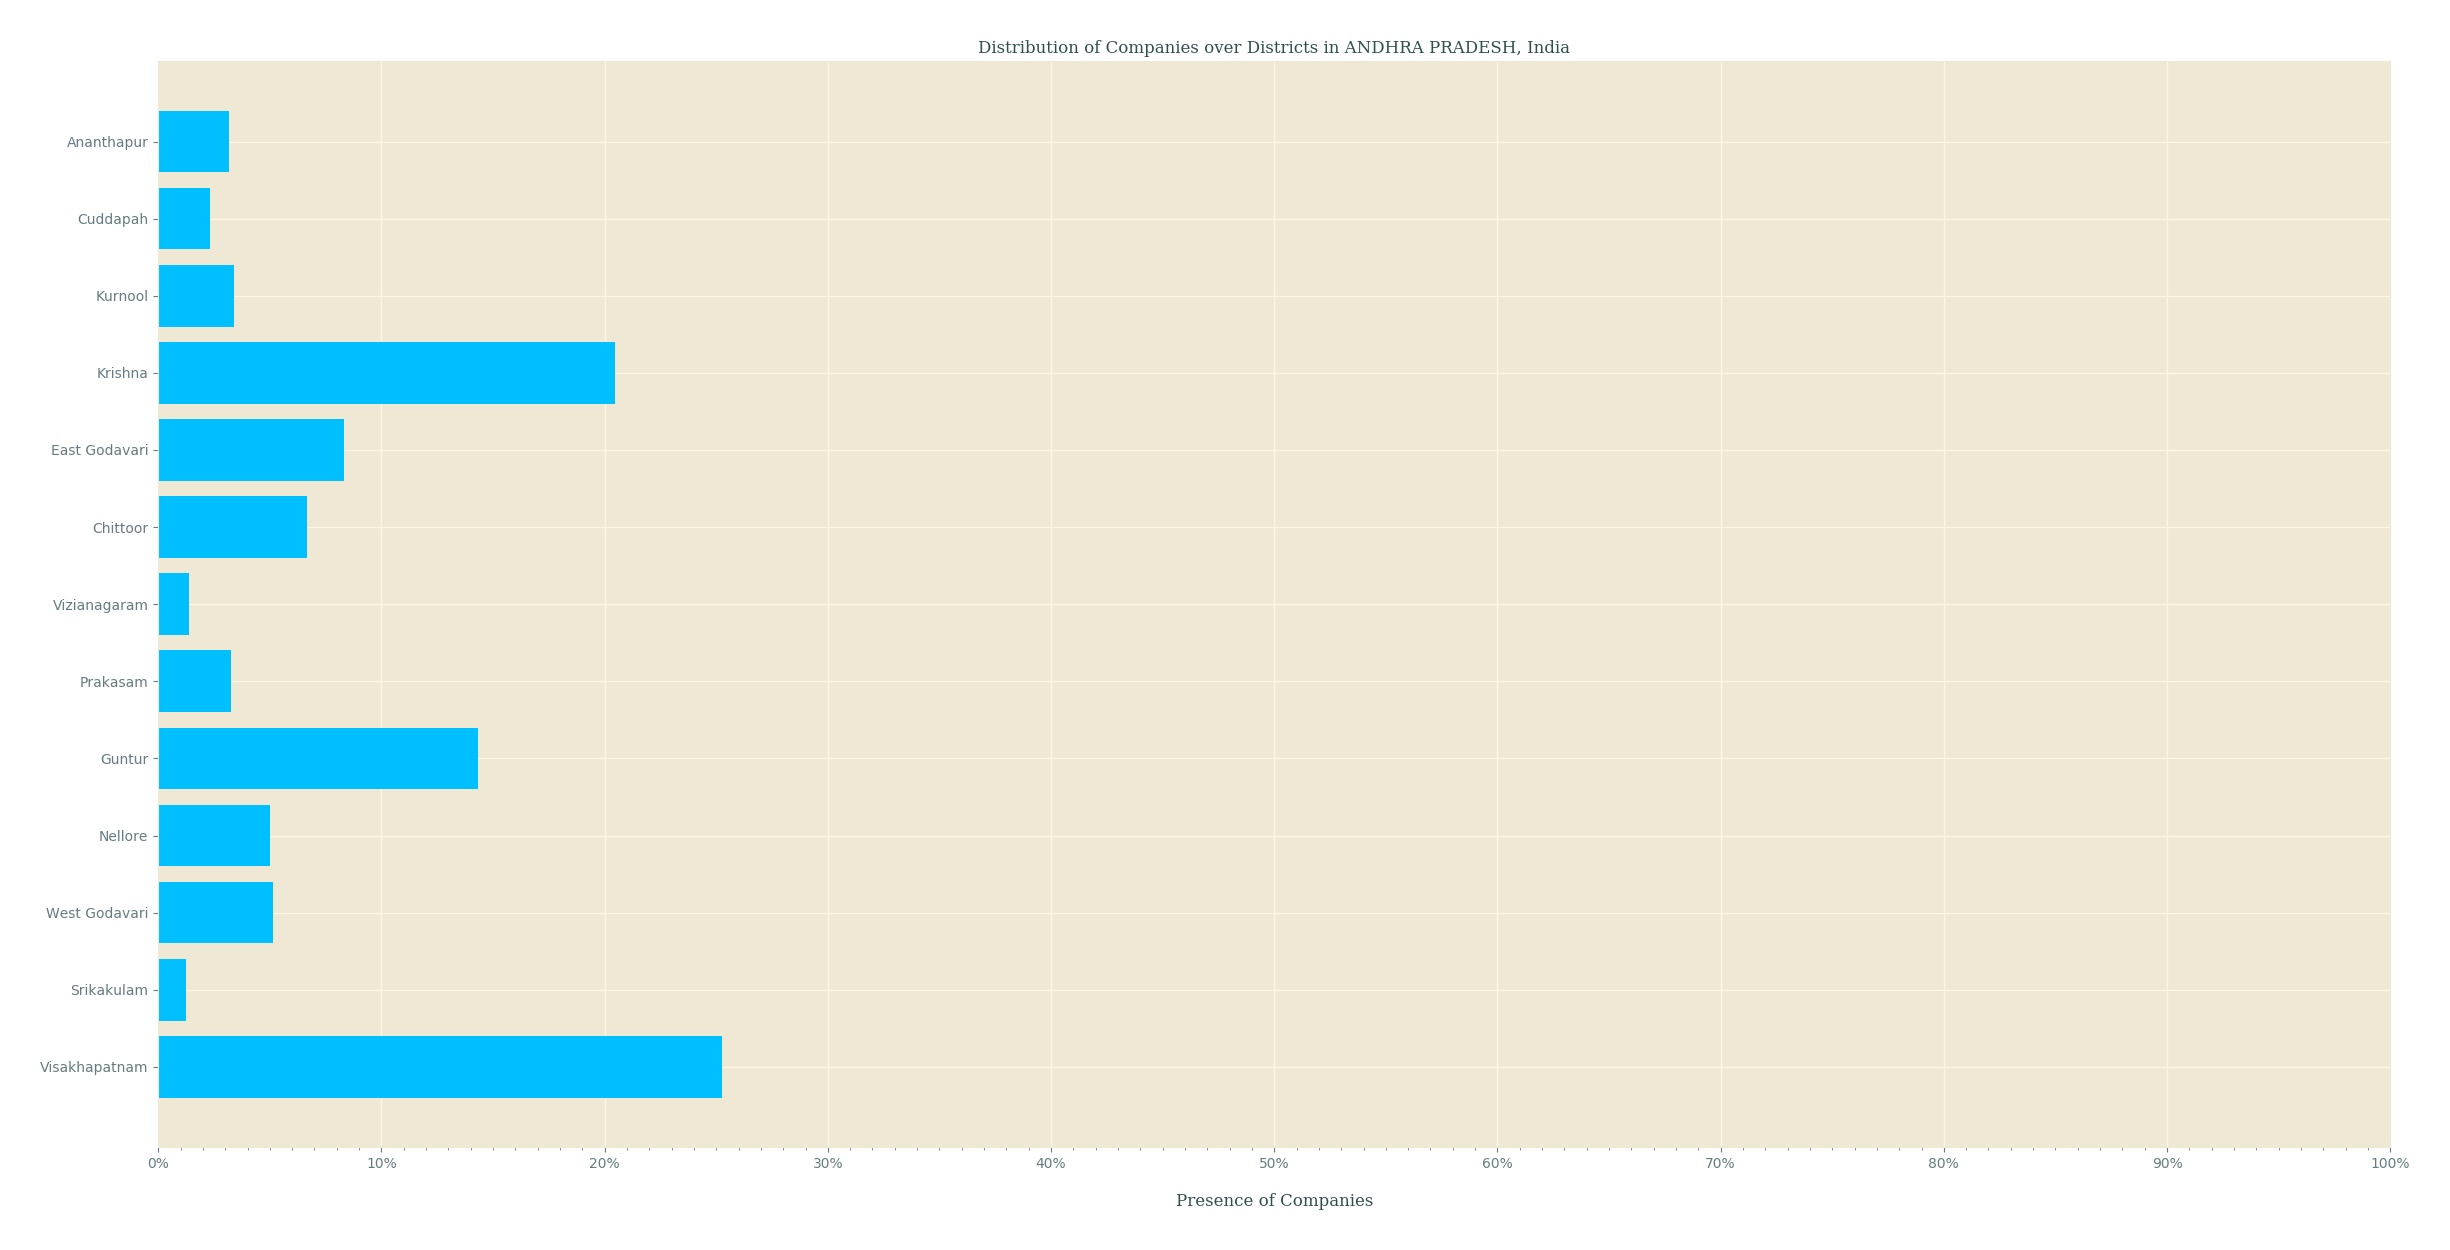 Distribution of Companies over Districts in ANDHRA PRADESH, India
Ananthapur
Cuddapah
Kurnool
Krishna
East Godavari
Chittoor
Vizianagaram
Prakasam
Guntur
Nellore
West Godavari
Srikakulam
Visakhapatnam
0% 10% 20% 30% 40% 50% 60% 70% 80% 90% 100%
Presence of Companies